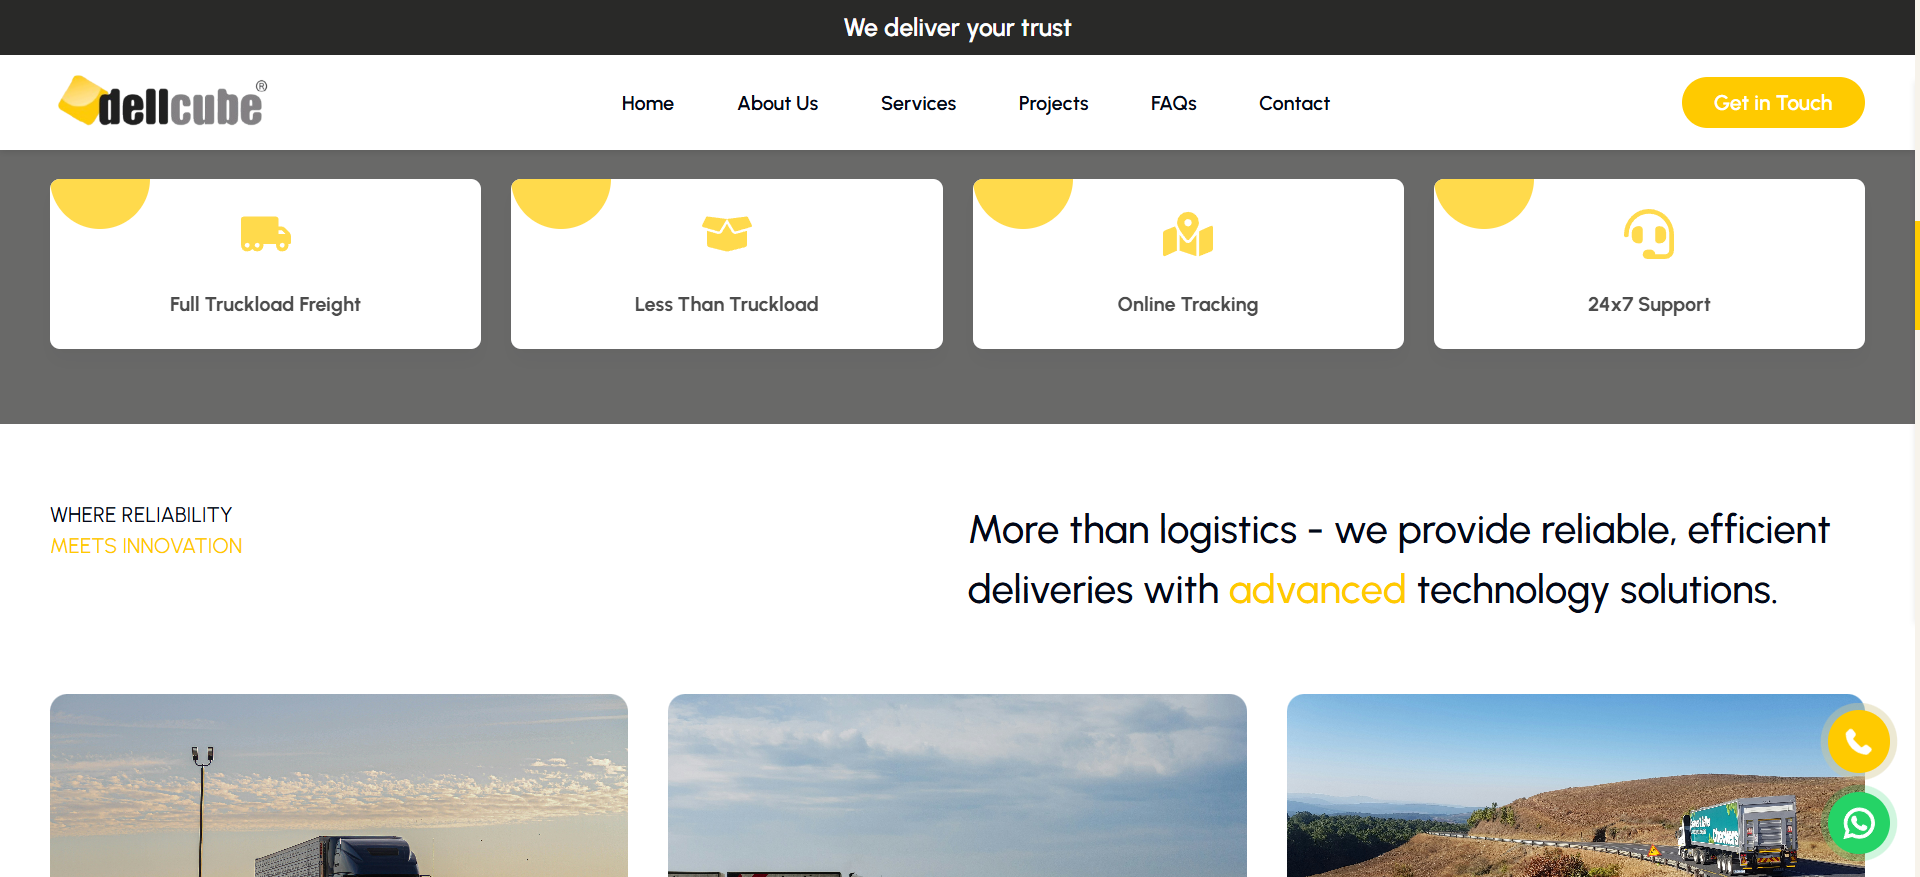 We deliver your trust
dellcube®
Home
About Us
Services
Projects
FAQs
Contact
Get in Touch
Full Truckload Freight
Less Than Truckload
Online Tracking
24x7 Support
WHERE RELIABILITY
MEETS INNOVATION
More than logistics - we provide reliable, efficient
deliveries with advanced technology solutions.
Checkers